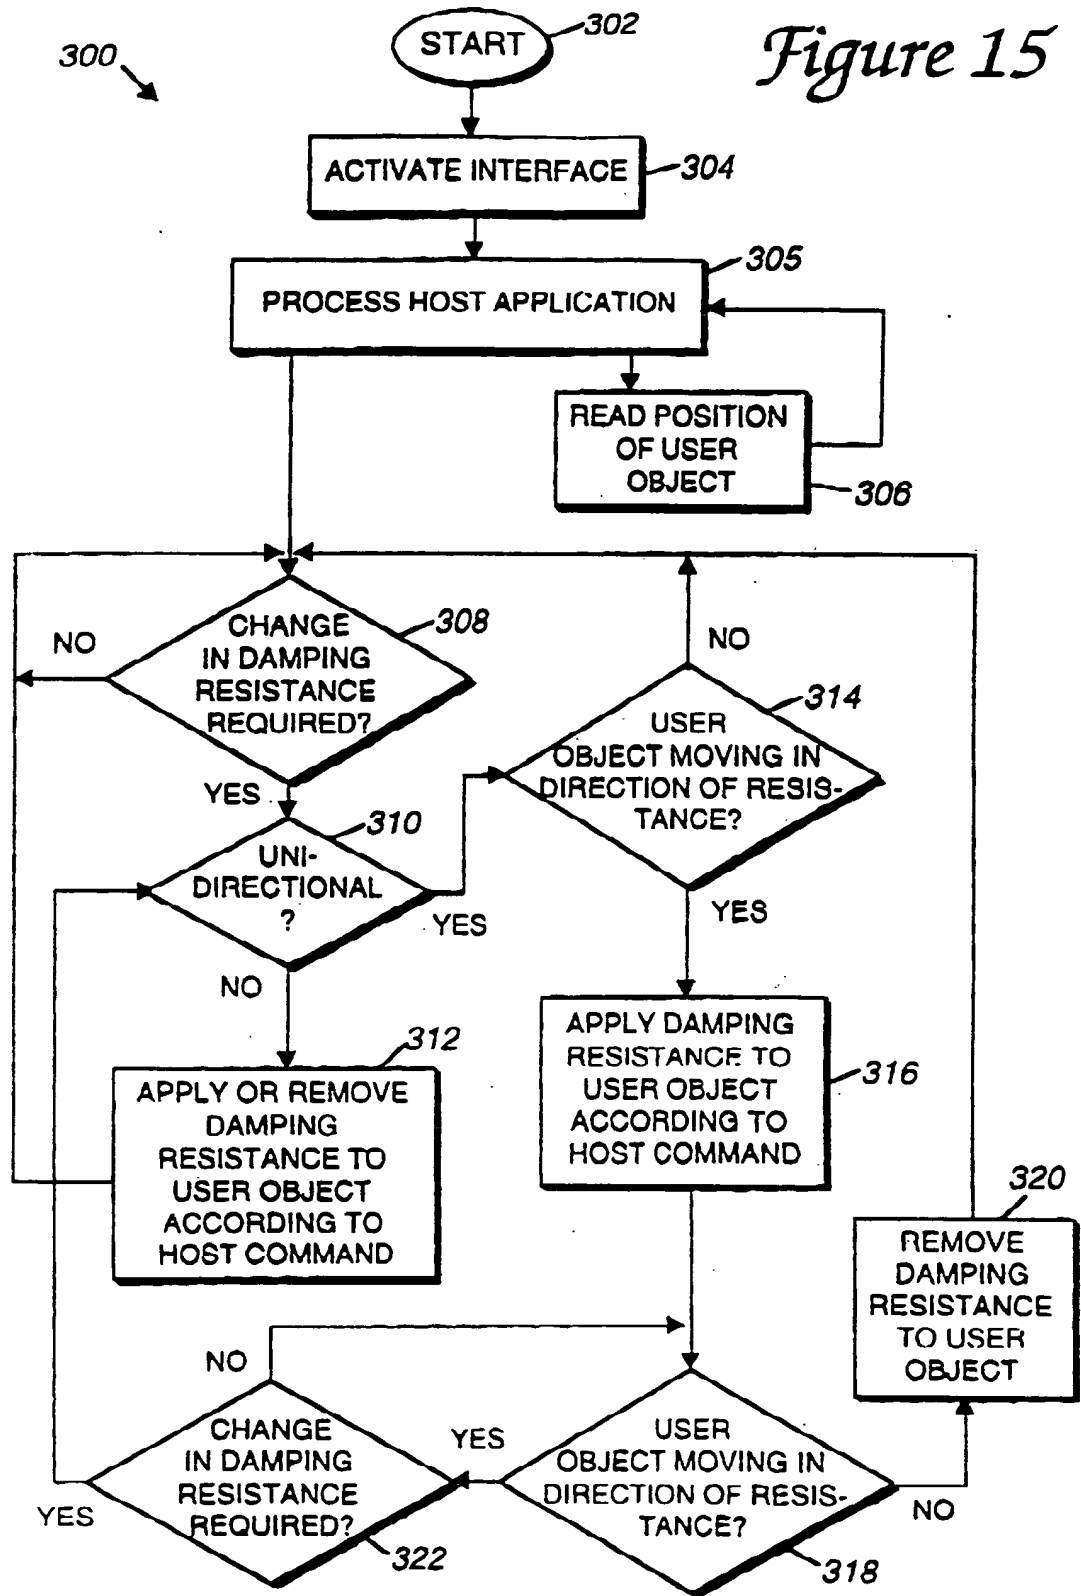 Figure 15
300
START
302
ACTIVATE INTERFACE
304
PROCESS HOST APPLICATION
305
READ POSITION
OF USER
OBJECT
306
CHANGE
IN DAMPING
RESISTANCE
REQUIRED?
308
NO
YES
UNI-
DIRECTIONAL
?
310
YES
NO
APPLY OR REMOVE
DAMPING
RESISTANCE TO
USER OBJECT
ACCORDING TO
HOST COMMAND
312
USER
OBJECT MOVING IN
DIRECTION OF RESIS-
TANCE?
314
NO
YES
APPLY DAMPING
RESISTANCE TO
USER OBJECT
ACCORDING TO
HOST COMMAND
316
USER
OBJECT MOVING IN
DIRECTION OF RESIS-
TANCE?
318
YES
NO
REMOVE
DAMPING
RESISTANCE
TO USER
OBJECT
320
CHANGE
IN DAMPING
RESISTANCE
REQUIRED?
322
NO
YES